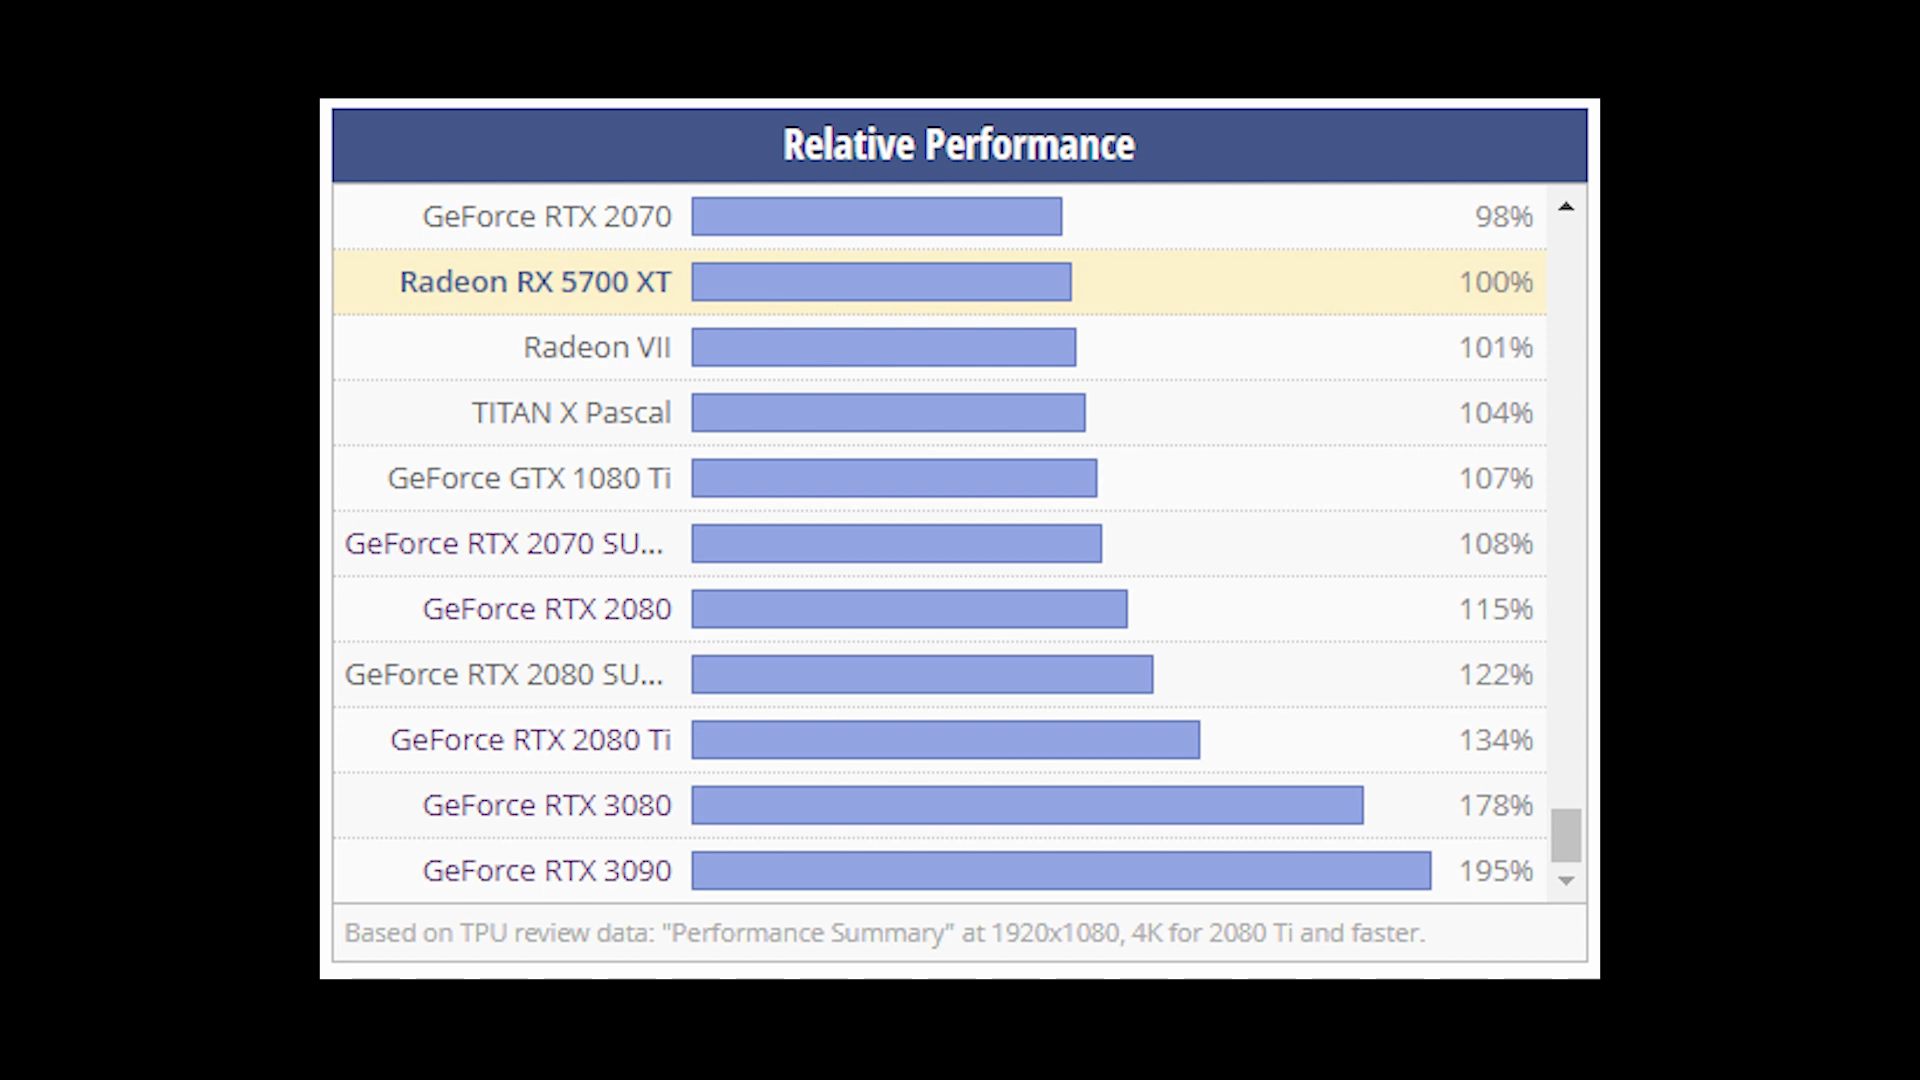 Relative Performance
GeForce RTX 2070 98%
Radeon RX 5700 XT 100%
Radeon VII 101%
TITAN X Pascal 104%
GeForce GTX 1080 Ti 107%
GeForce RTX 2070 SU... 108%
GeForce RTX 2080 115%
GeForce RTX 2080 SU... 122%
GeForce RTX 2080 Ti 134%
GeForce RTX 3080 178%
GeForce RTX 3090 195%
Based on TPU review data: "Performance Summary" at 1920x1080, 4K for 2080 Ti and faster.